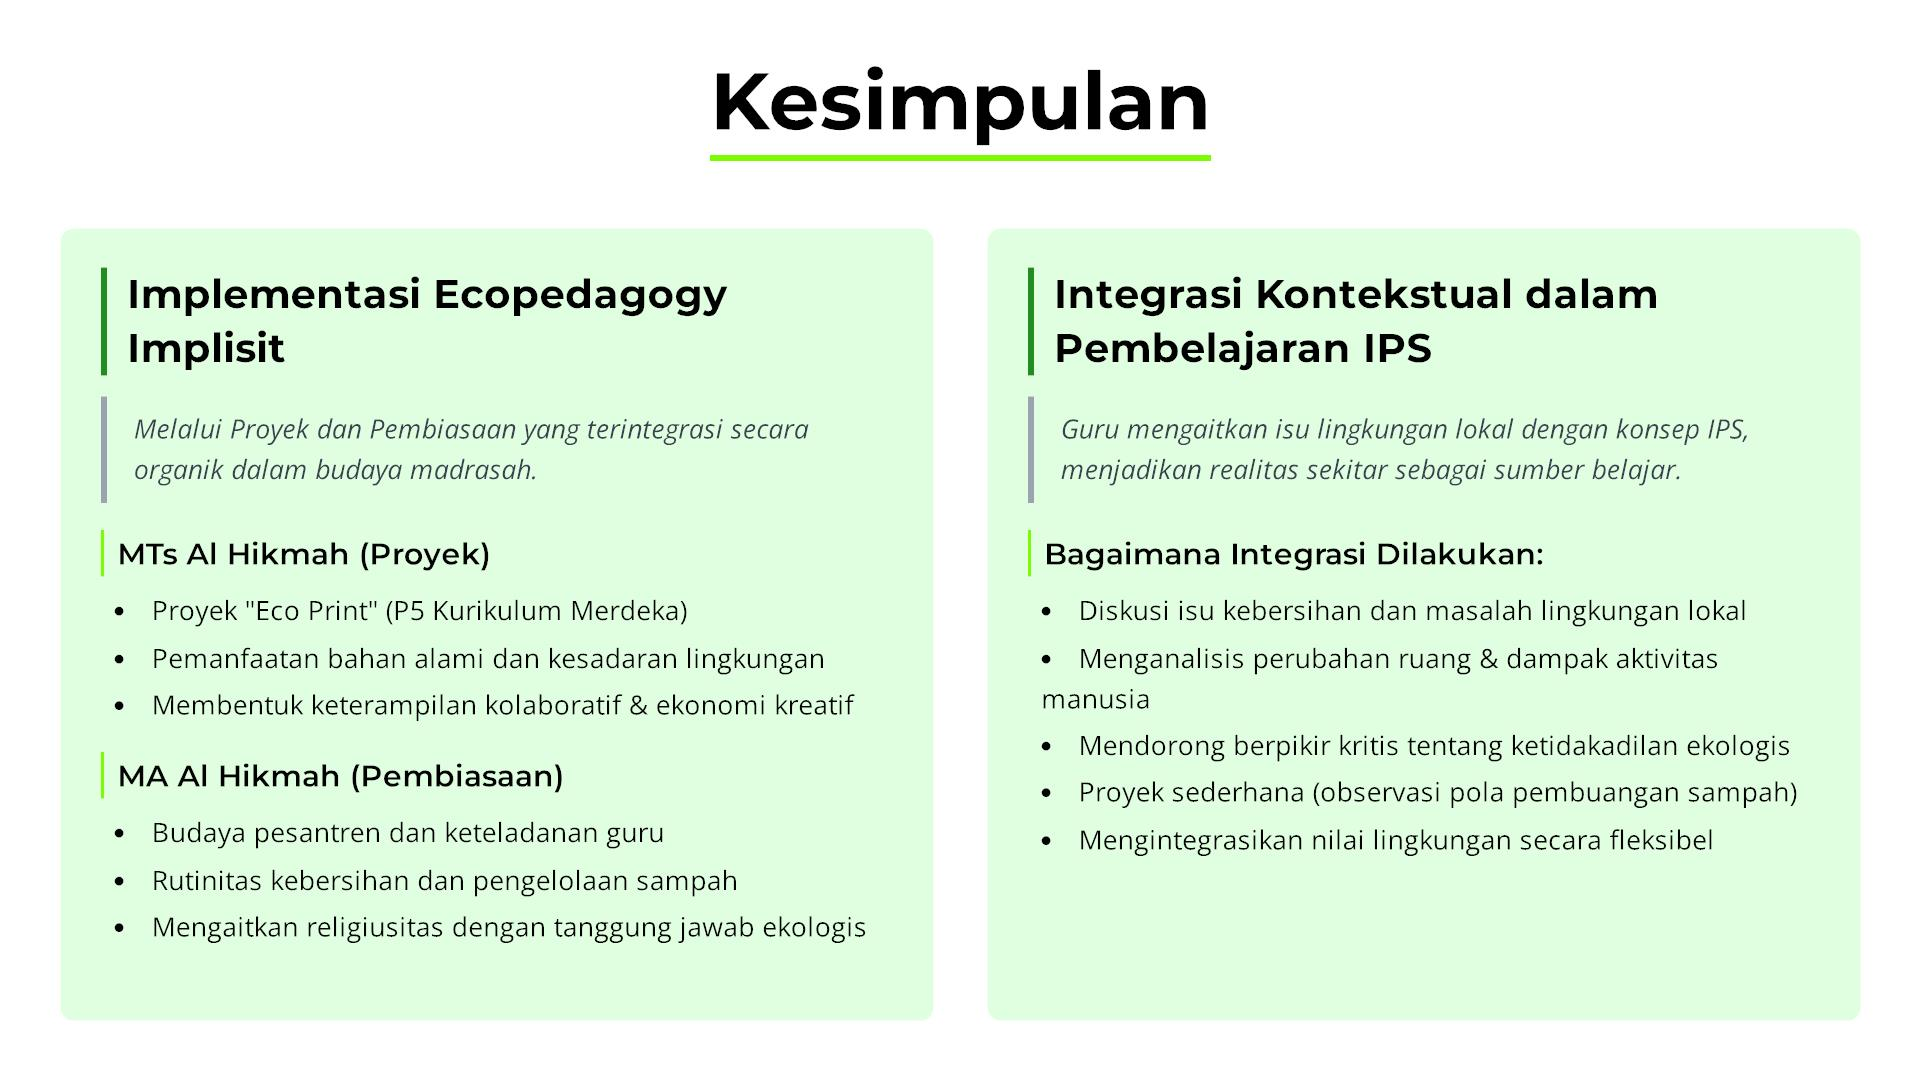 Kesimpulan
Implementasi Ecopedagogy
Implisit
Melalui Proyek dan Pembiasaan yang terintegrasi secara
organik dalam budaya madrasah.
MTs Al Hikmah (Proyek)
• Proyek "Eco Print" (P5 Kurikulum Merdeka)
• Pemanfaatan bahan alami dan kesadaran lingkungan
• Membentuk keterampilan kolaboratif & ekonomi kreatif
MA Al Hikmah (Pembiasaan)
• Budaya pesantren dan keteladanan guru
• Rutinitas kebersihan dan pengelolaan sampah
• Mengaitkan religiusitas dengan tanggung jawab ekologis
Integrasi Kontekstual dalam
Pembelajaran IPS
Guru mengaitkan isu lingkungan lokal dengan konsep IPS,
menjadikan realitas sekitar sebagai sumber belajar.
Bagaimana Integrasi Dilakukan:
• Diskusi isu kebersihan dan masalah lingkungan lokal
• Menganalisis perubahan ruang & dampak aktivitas
manusia
• Mendorong berpikir kritis tentang ketidakadilan ekologis
• Proyek sederhana (observasi pola pembuangan sampah)
• Mengintegrasikan nilai lingkungan secara fleksibel